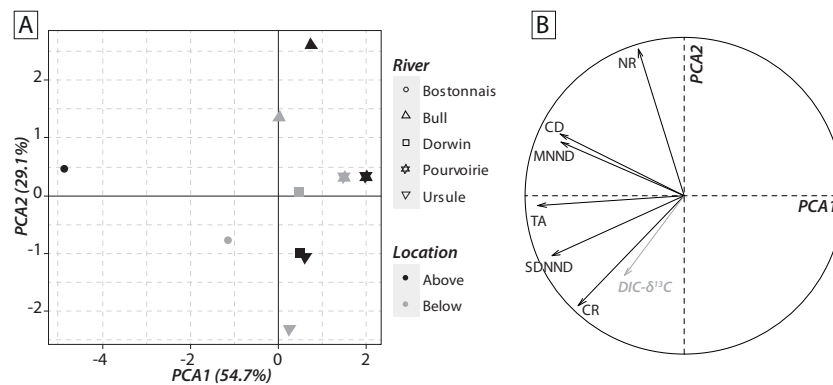 A
PCA2 (29.1%)
2
1
0
-1
-2
-4
-2
0
2
PCA1 (54.7%)
River
Bostonnais
Bull
Dorwin
Pourvoirie
Ursule
Location
Above
Below
B
PCA2
NR
CD
MNND
PCA1
TA
SDNND
DIC-δ¹³C
CR